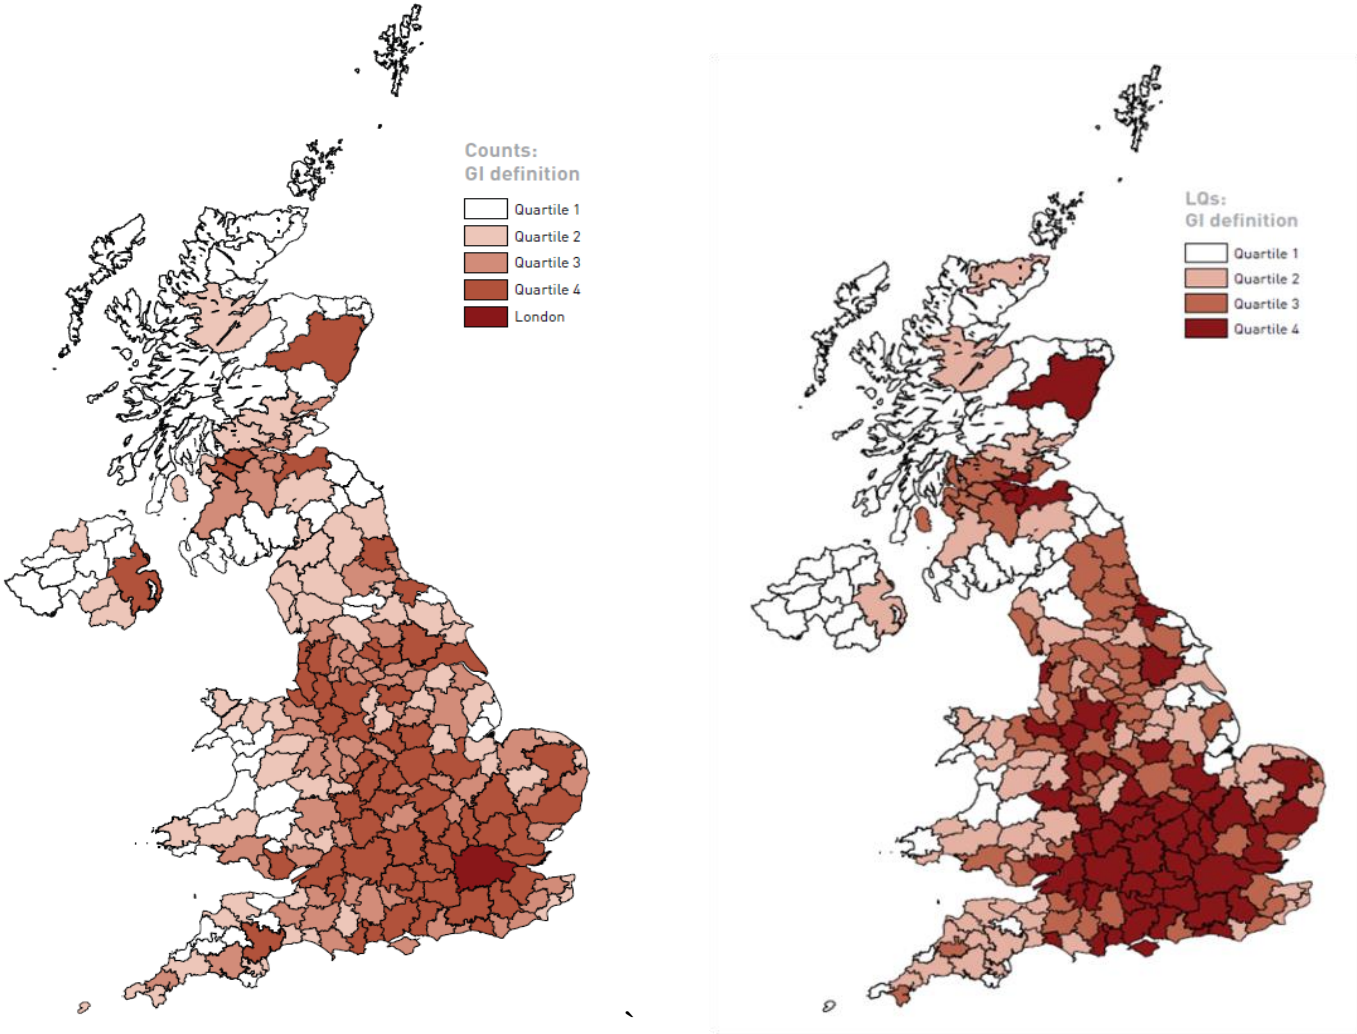 Counts:
GI definition
Quartile 1
Quartile 2
Quartile 3
Quartile 4
London
LQs:
GI definition
Quartile 1
Quartile 2
Quartile 3
Quartile 4